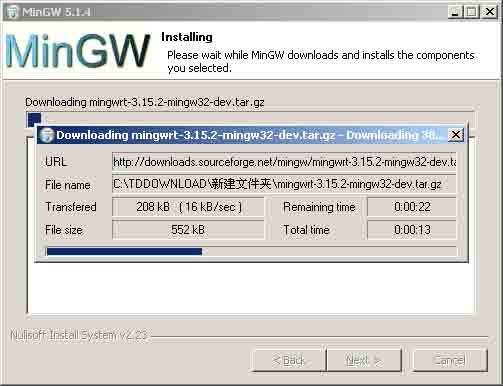 MinGW 5.1.4
MinGW
Installing
Please wait while MinGW downloads and installs the components
you selected.
Downloading mingwrt-3.15.2-mingw32-dev.tar.gz
Downloading mingwrt-3.15.2-mingw32-dev.tar.gz - Downloading 38...
URL http://downloads.sourceforge.net/mingw/mingwrt-3.15.2-mingw32-dev.ta
File name C:\TDDOWNLOAD\新建文件夹\mingwrt-3.15.2-mingw32-dev.tar.gz
Transfered 208 kB ( 16 kB/sec ) Remaining time 0:00:22
File size 552 kB Total time 0:00:13
Nullsoft Install System v2.23
< Back Next > Cancel